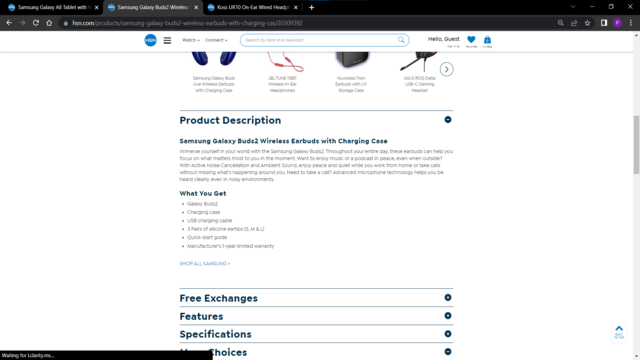 Samsung Galaxy A8 Tablet with V
Samsung Galaxy Buds2 Wireless
Koss UR10 On-Ear Wired Headp
P
hsn.com/products/samsung-galaxy-buds2-wireless-earbuds-with-charging-cas/20309392
HSN
Watch
Connect
Search by item # or keyword
Hello, Guest
Samsung Galaxy Buds
Live Wireless Earbuds
with Charging Case
JBL TUNE 115BT
Wireless In-Ear
Headphones
Nuvomed Twin
Earbuds with UV
Storage Case
ASUS ROG Delta
USB-C Gaming
Headset
Product Description
Samsung Galaxy Buds2 Wireless Earbuds with Charging Case
Immerse yourself in your world with the Samsung Galaxy Buds2. Throughout your entire day, these earbuds can help you
focus on what matters most to you in the moment. Want to enjoy music or a podcast in peace, even when outside?
With Active Noise Cancellation and Ambient Sound, enjoy peace and quiet while you work from home or take calls
without missing what's happening around you. Need to take a call? Advanced microphone technology helps you be
heard clearly, even in noisy environments.
What You Get
Galaxy Buds2
Charging case
USB charging cable
3 Pairs of silicone eartips (S, M & L)
Quick-start guide
Manufacturer's 1-year limited warranty
SHOP ALL SAMSUNG >
Free Exchanges
Features
Specifications
Choices
BACK
TO TOP
Waiting for l.clarity.ms...